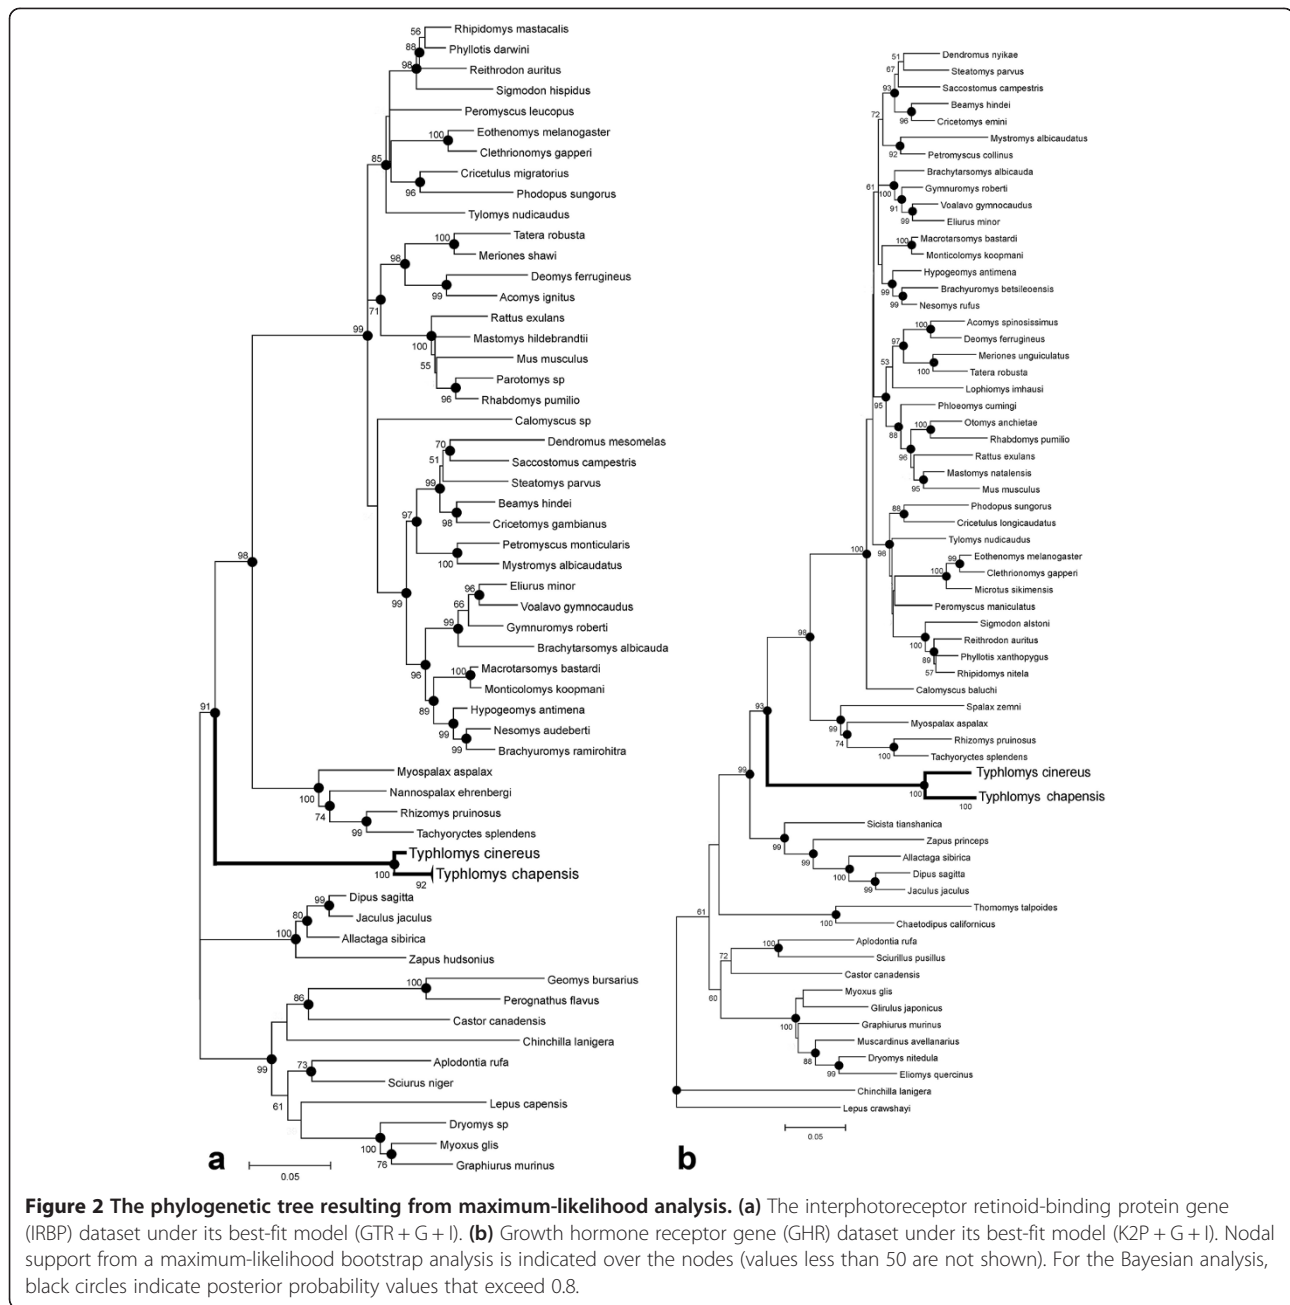 56
Rhipidomys mastacalis
88
Phyllotis darwini
98
Reithrodon auritus
Sigmodon hispidus
Peromyscus leucopus
85
100
Eothenomys melanogaster
Clethrionomys gapperi
Cricetulus migratorius
96
Phodopus sungorus
Tylomys nudicaudus
100
Tatera robusta
Meriones shawi
98
Deomys ferrugineus
99
Acomys ignitus
71
99
Rattus exulans
Mastomys hildebrandtii
100
Mus musculus
55
Parotomys sp
96
Rhabdomys pumilio
Calomyscus sp
Dendromus mesomelas
70
Saccostomus campestris
51
Steatomys parvus
99
Beamys hindei
98
Cricetomys gambianus
97
Petromyscus monticularis
100
Mystromys albicaudatus
98
99
Eliurus minor
96
Voalavo gymnocaudus
66
Gymnuromys roberti
99
Brachytarsomys albicauda
96
Macrotarsomys bastardi
100
Monticolomys koopmani
89
Hypogeomys antimena
99
Nesomys audeberti
99
Brachyuromys ramirohitra
91
Myospalax aspalax
100
Nannospalax ehrenbergi
74
Rhizomys pruinosus
99
Tachyoryctes splendens
Typhlomys cinereus
100
Typhlomys chapensis
92
Dipus sagitta
99
Jaculus jaculus
80
Allactaga sibirica
100
Zapus hudsonius
Geomys bursarius
100
Perognathus flavus
86
Castor canadensis
Chinchilla lanigera
99
Aplodontia rufa
73
Sciurus niger
61
Lepus capensis
Dryomys sp
100
Myoxus glis
76
Graphiurus murinus
a
0.05
51
Dendromus nyikae
67
Steatomys parvus
93
Saccostomus campestris
Beamys hindei
96
Cricetomys emini
72
Mystromys albicaudatus
92
Petromyscus collinus
61
Brachytarsomys albicauda
100
Gymnuromys roberti
91
Voalavo gymnocaudus
99
Eliurus minor
100
Macrotarsomys bastardi
Monticolomys koopmani
Hypogeomys antimena
99
Brachyuromys betsileoensis
99
Nesomys rufus
Acomys spinosissimus
100
Deomys ferrugineus
97
Meriones unguiculatus
100
Tatera robusta
53
Lophiomys imhausi
95
Phloeomys cumingi
88
Otomys anchietae
100
Rhabdomys pumilio
96
Rattus exulans
Mastomys natalensis
95
Mus musculus
Phodopus sungorus
88
Cricetulus longicaudatus
98
Tylomys nudicaudus
100
Eothenomys melanogaster
99
Clethrionomys gapperi
100
Microtus sikimensis
Peromyscus maniculatus
Sigmodon alstoni
100
Reithrodon auritus
89
Phyllotis xanthopygus
57
Rhipidomys nitela
Calomyscus baluchi
98
Spalax zemni
99
Myospalax aspalax
74
Rhizomys pruinosus
100
Tachyoryctes splendens
93
Typhlomys cinereus
100
Typhlomys chapensis
100
99
Sicista tianshanica
99
Zapus princeps
99
Allactaga sibirica
100
Dipus sagitta
99
Jaculus jaculus
Thomomys talpoides
100
Chaetodipus californicus
61
Aplodontia rufa
100
Sciurillus pusillus
72
Castor canadensis
60
Myoxus glis
Glirulus japonicus
100
Graphiurus murinus
Muscardinus avellanarius
88
Dryomys nitedula
99
Eliomys quercinus
Chinchilla lanigera
Lepus crawshayi
b
0.05
Figure 2 The phylogenetic tree resulting from maximum-likelihood analysis. (a) The interphotoreceptor retinoid-binding protein gene
(IRBP) dataset under its best-fit model (GTR + G + I). (b) Growth hormone receptor gene (GHR) dataset under its best-fit model (K2P + G + I). Nodal
support from a maximum-likelihood bootstrap analysis is indicated over the nodes (values less than 50 are not shown). For the Bayesian analysis,
black circles indicate posterior probability values that exceed 0.8.